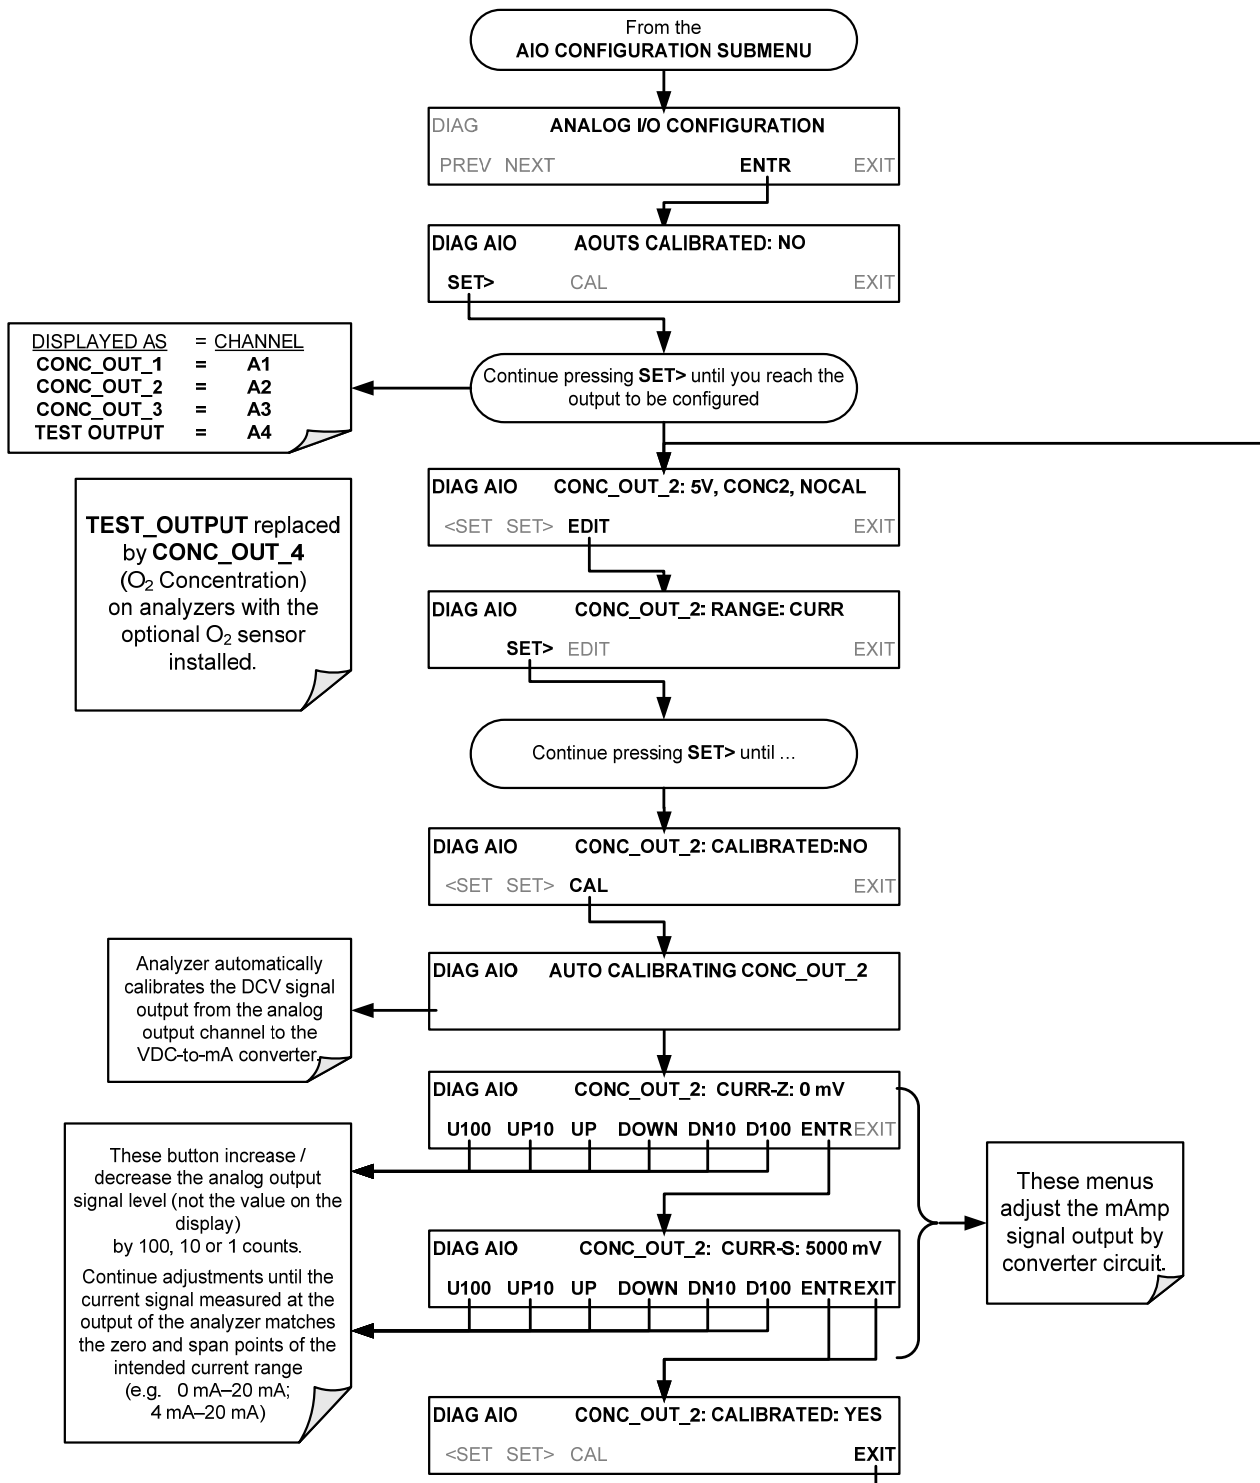 From the
AIO CONFIGURATION SUBMENU
DIAG ANALOG I/O CONFIGURATION
PREV NEXT ENTR EXIT
DIAG AIO AOUTS CALIBRATED: NO
SET> CAL EXIT
DISPLAYED AS = CHANNEL
CONC_OUT_1 = A1
CONC_OUT_2 = A2
CONC_OUT_3 = A3
TEST OUTPUT = A4
Continue pressing SET> until you reach the
output to be configured
TEST_OUTPUT replaced
by CONC_OUT_4
(O₂ Concentration)
on analyzers with the
optional O₂ sensor
installed.
DIAG AIO CONC_OUT_2: 5V, CONC2, NOCAL
<SET SET> EDIT EXIT
DIAG AIO CONC_OUT_2: RANGE: CURR
SET> EDIT EXIT
Continue pressing SET> until ...
DIAG AIO CONC_OUT_2: CALIBRATED:NO
<SET SET> CAL EXIT
Analyzer automatically
calibrates the DCV signal
output from the analog
output channel to the
VDC-to-mA converter.
DIAG AIO AUTO CALIBRATING CONC_OUT_2
DIAG AIO CONC_OUT_2: CURR-Z: 0 mV
U100 UP10 UP DOWN DN10 D100 ENTR EXIT
These button increase /
decrease the analog output
signal level (not the value on the
display)
by 100, 10 or 1 counts.
Continue adjustments until the
current signal measured at the
output of the analyzer matches
the zero and span points of the
intended current range
(e.g. 0 mA–20 mA;
4 mA–20 mA)
DIAG AIO CONC_OUT_2: CURR-S: 5000 mV
U100 UP10 UP DOWN DN10 D100 ENTR EXIT
These menus
adjust the mAmp
signal output by
converter circuit.
DIAG AIO CONC_OUT_2: CALIBRATED: YES
<SET SET> CAL EXIT